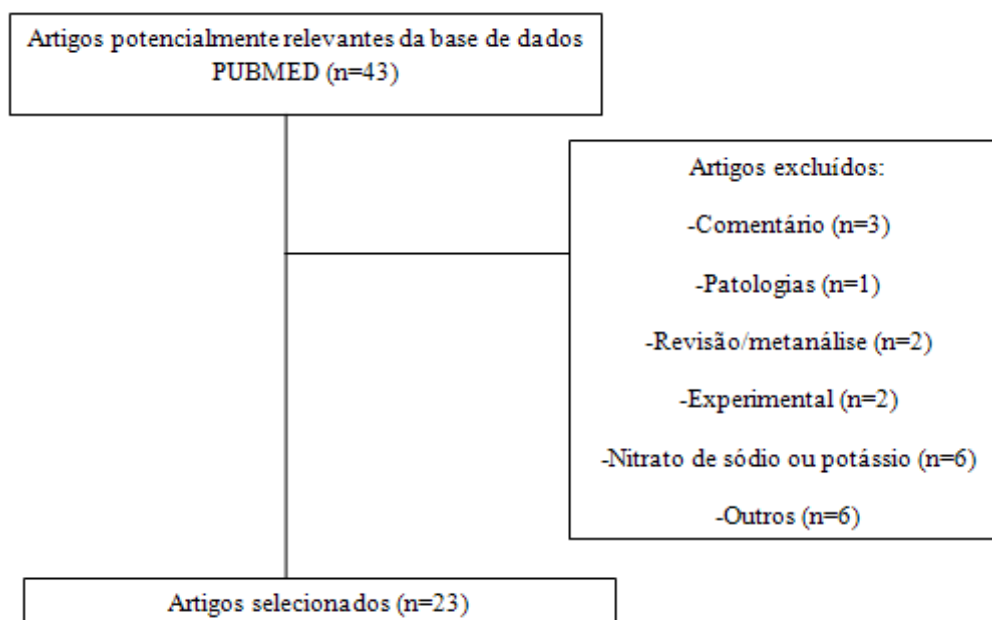 Artigos potencialmente relevantes da base de dados
PUBMED (n=43)
Artigos excluídos:
-Comentário (n=3)
-Patologias (n=1)
-Revisão/metanálise (n=2)
-Experimental (n=2)
-Nitrato de sódio ou potássio (n=6)
-Outros (n=6)
Artigos selecionados (n=23)